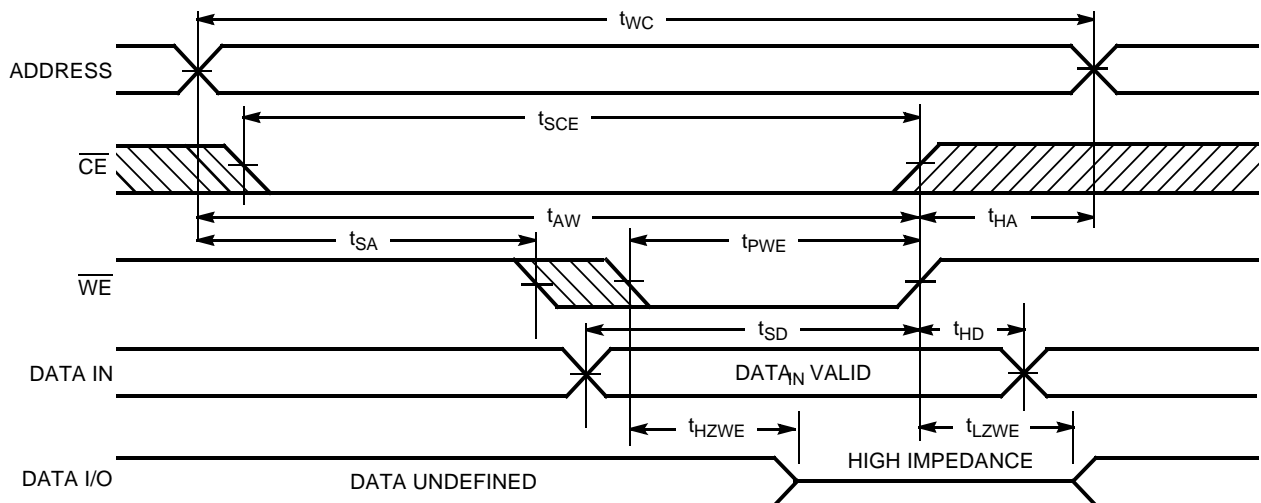 tWC
ADDRESS
tSCE
CE
tAW
tHA
tSA
tPWE
WE
tSD
tHD
DATA IN
DATAIN VALID
tHZWE
tLZWE
HIGH IMPEDANCE
DATA I/O
DATA UNDEFINED